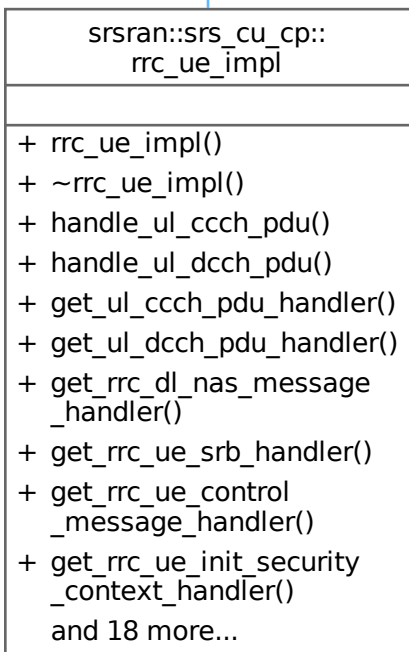 srsran::srs_cu_cp::
rrc_ue_impl
+ rrc_ue_impl()
+ ~rrc_ue_impl()
+ handle_ul_ccch_pdu()
+ handle_ul_dcch_pdu()
+ get_ul_ccch_pdu_handler()
+ get_ul_dcch_pdu_handler()
+ get_rrc_dl_nas_message
_handler()
+ get_rrc_ue_srb_handler()
+ get_rrc_ue_control
_message_handler()
+ get_rrc_ue_init_security
_context_handler()
and 18 more...